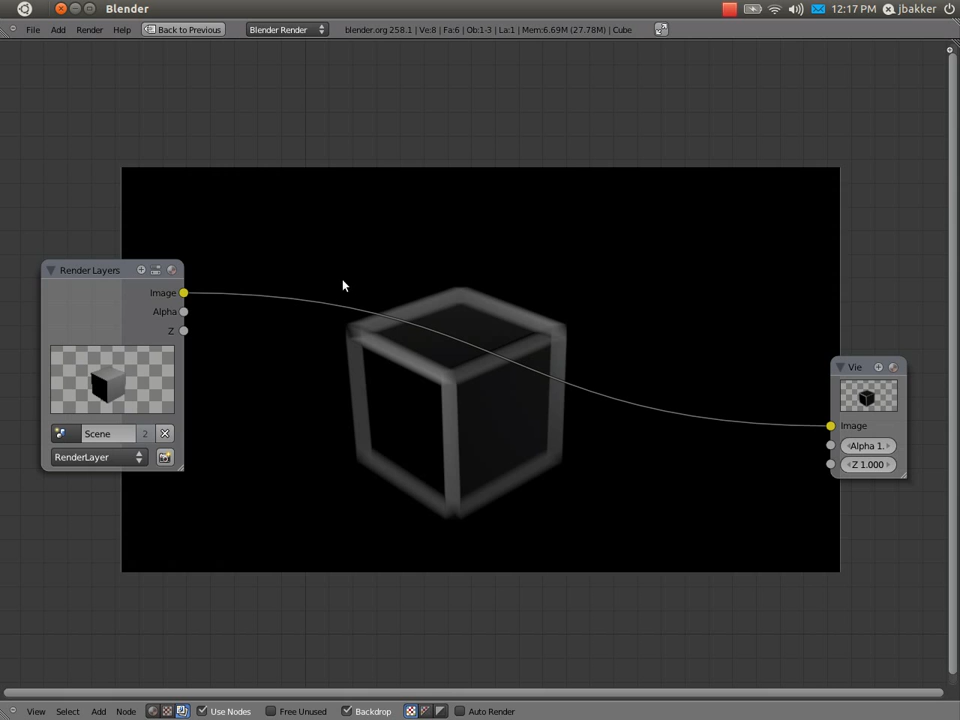 Blender
12:17 PM jbakker
File Add Render Help Back to Previous Blender Render blender.org 258.1 | Ve:8 | Fa:6 | Ob:1-3 | La:1 | Mem:6.69M (27.78M) | Cube
Render Layers
Image
Alpha
Z
Scene 2
RenderLayer
Vie
Image
Alpha 1.
Z 1.000
View Select Add Node Use Nodes Free Unused Backdrop Auto Render